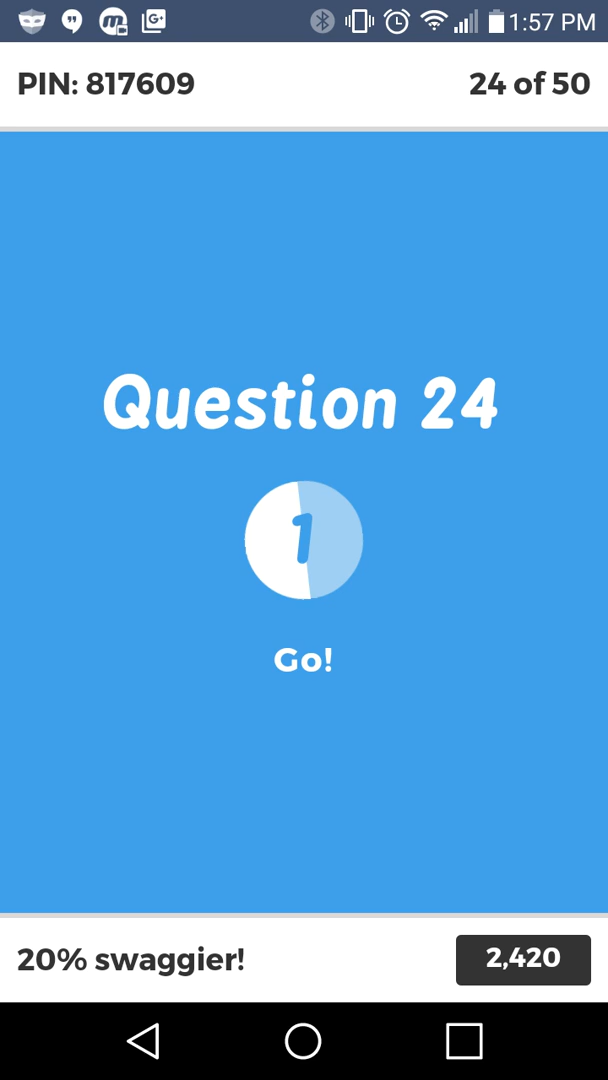 1:57 PM
PIN: 817609
24 of 50
Question 24
1
Go!
20% swaggier!
2,420